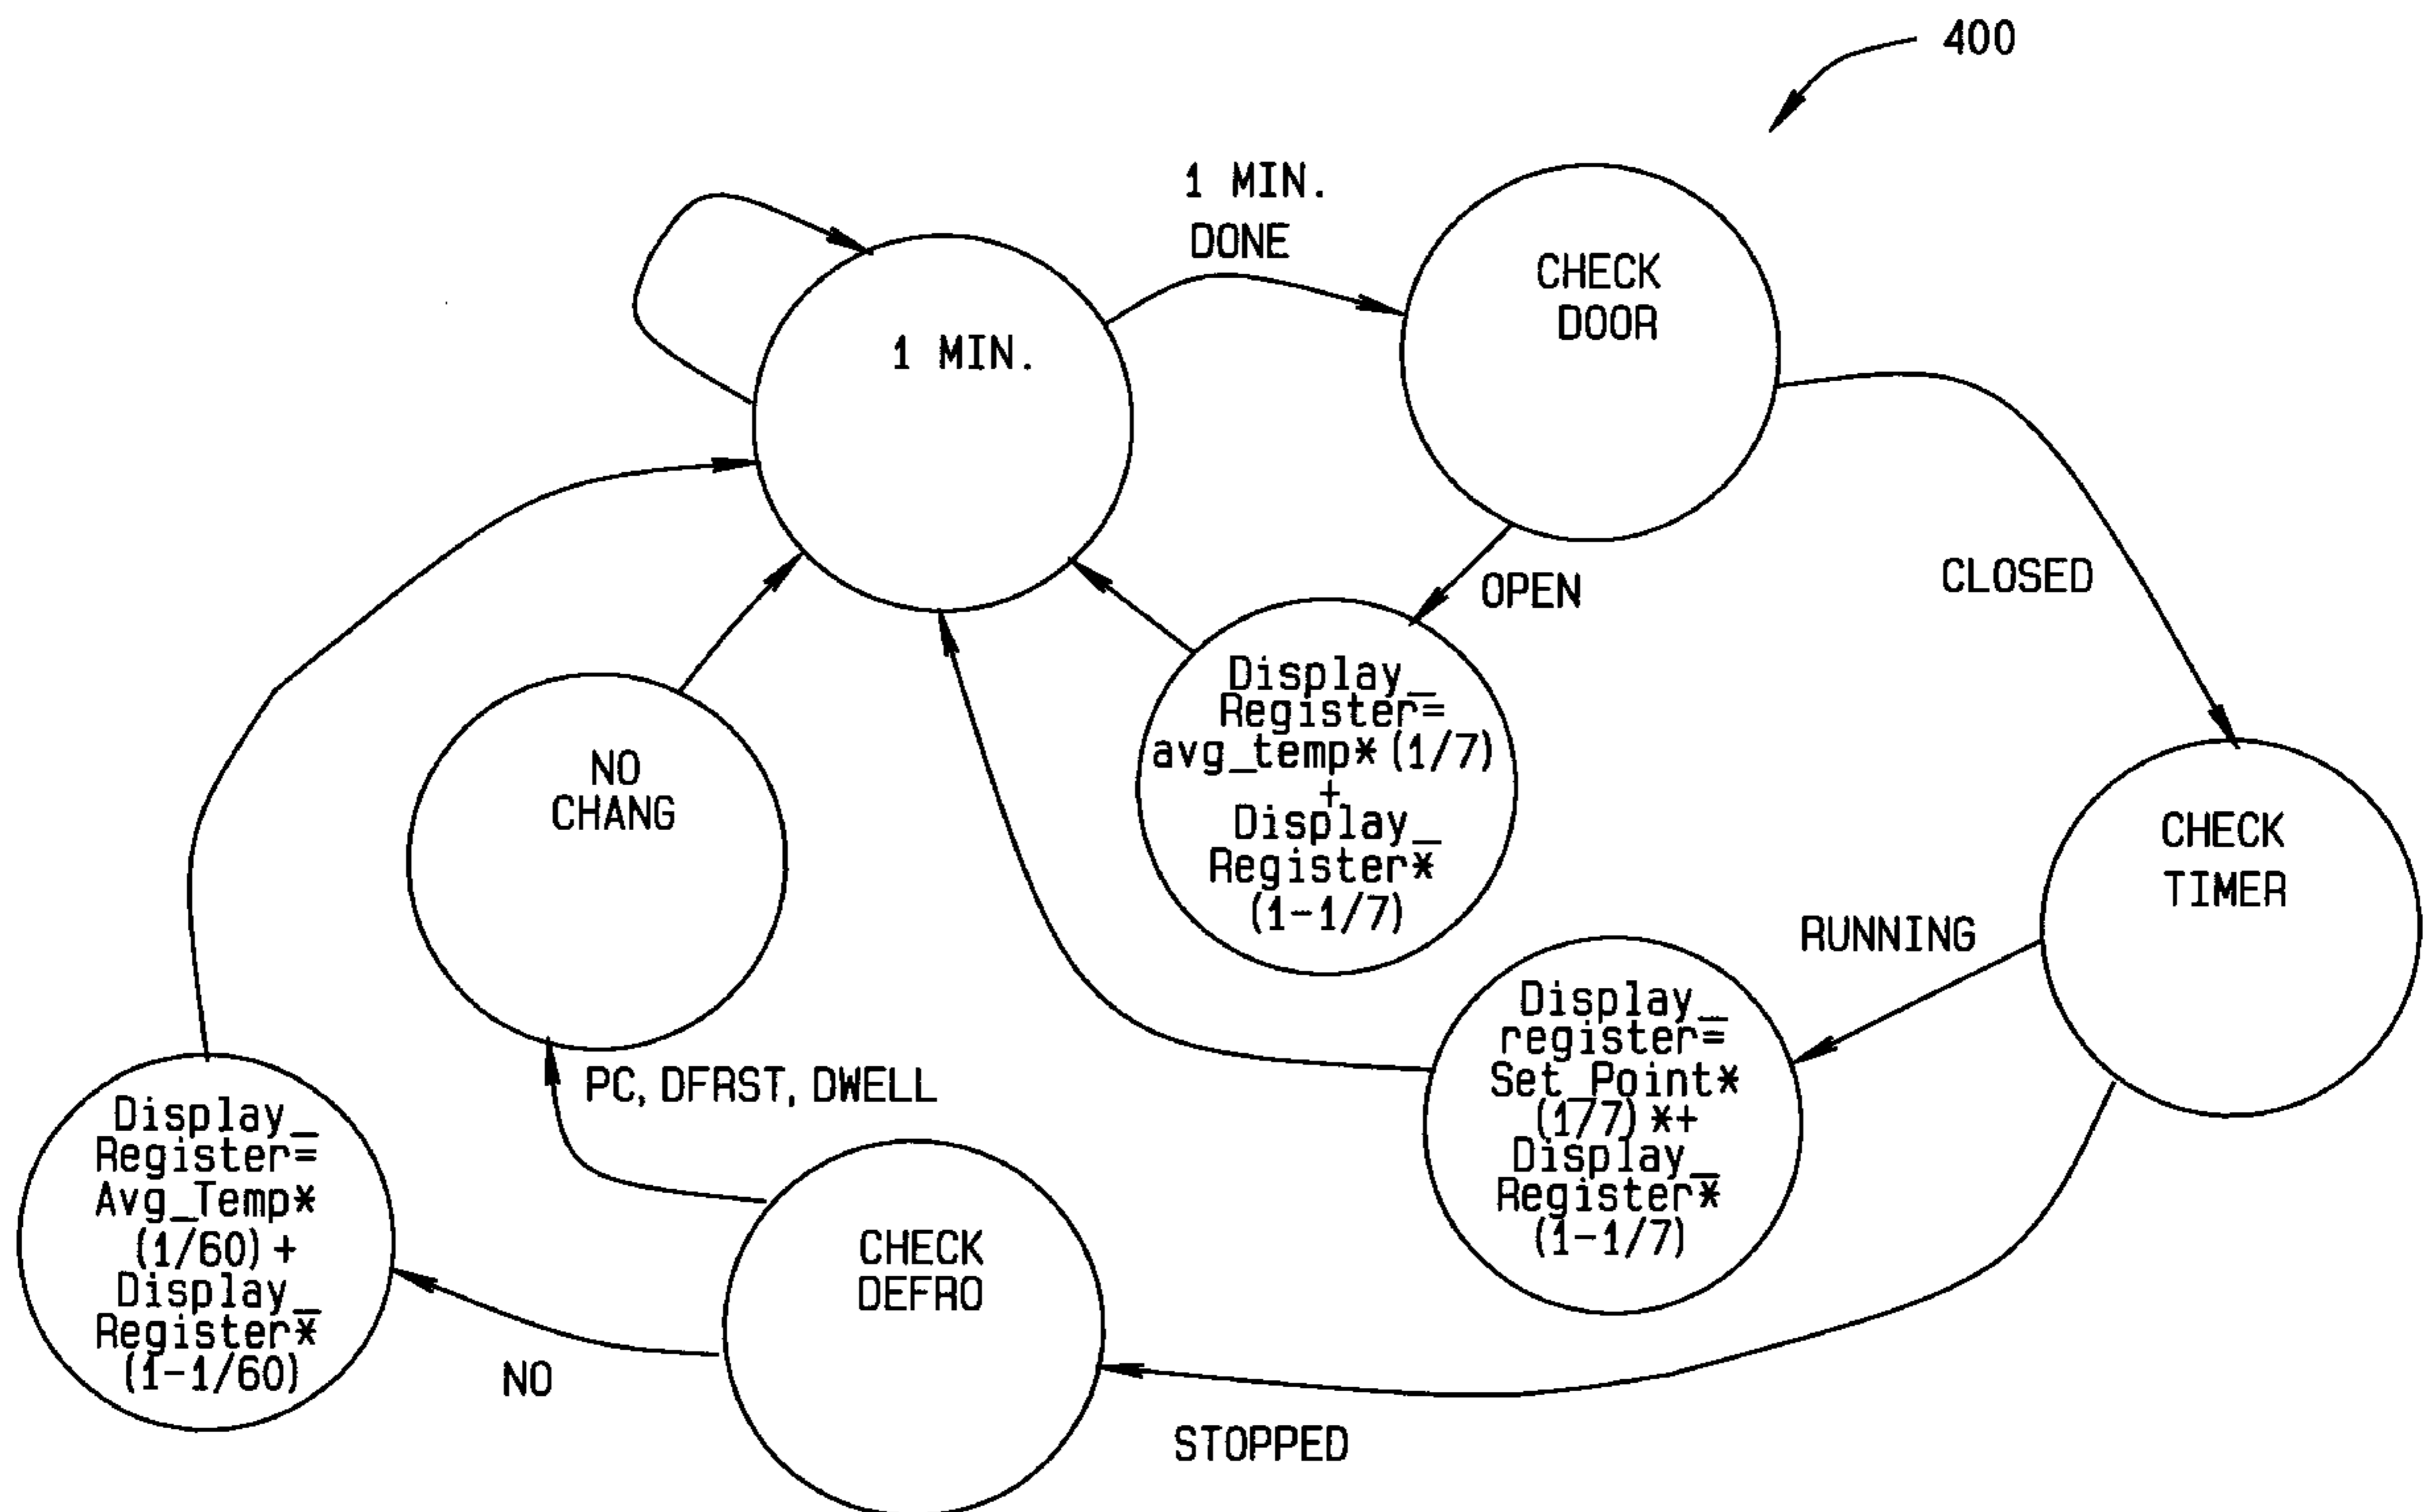 400
1 MIN.
DONE
CHECK
DOOR
1 MIN.
OPEN
CLOSED
Display_
Register=
avg_temp*(1/7)
+
Display_
Register*
(1-1/7)
NO
CHANG
CHECK
TIMER
RUNNING
Display_
register=
Set_Point*
(1/7)*+
Display_
Register*
(1-1/7)
PC, DFRST, DWELL
Display_
Register=
Avg_Temp*
(1/60)+
Display_
Register*
(1-1/60)
CHECK
DEFRO
NO
STOPPED